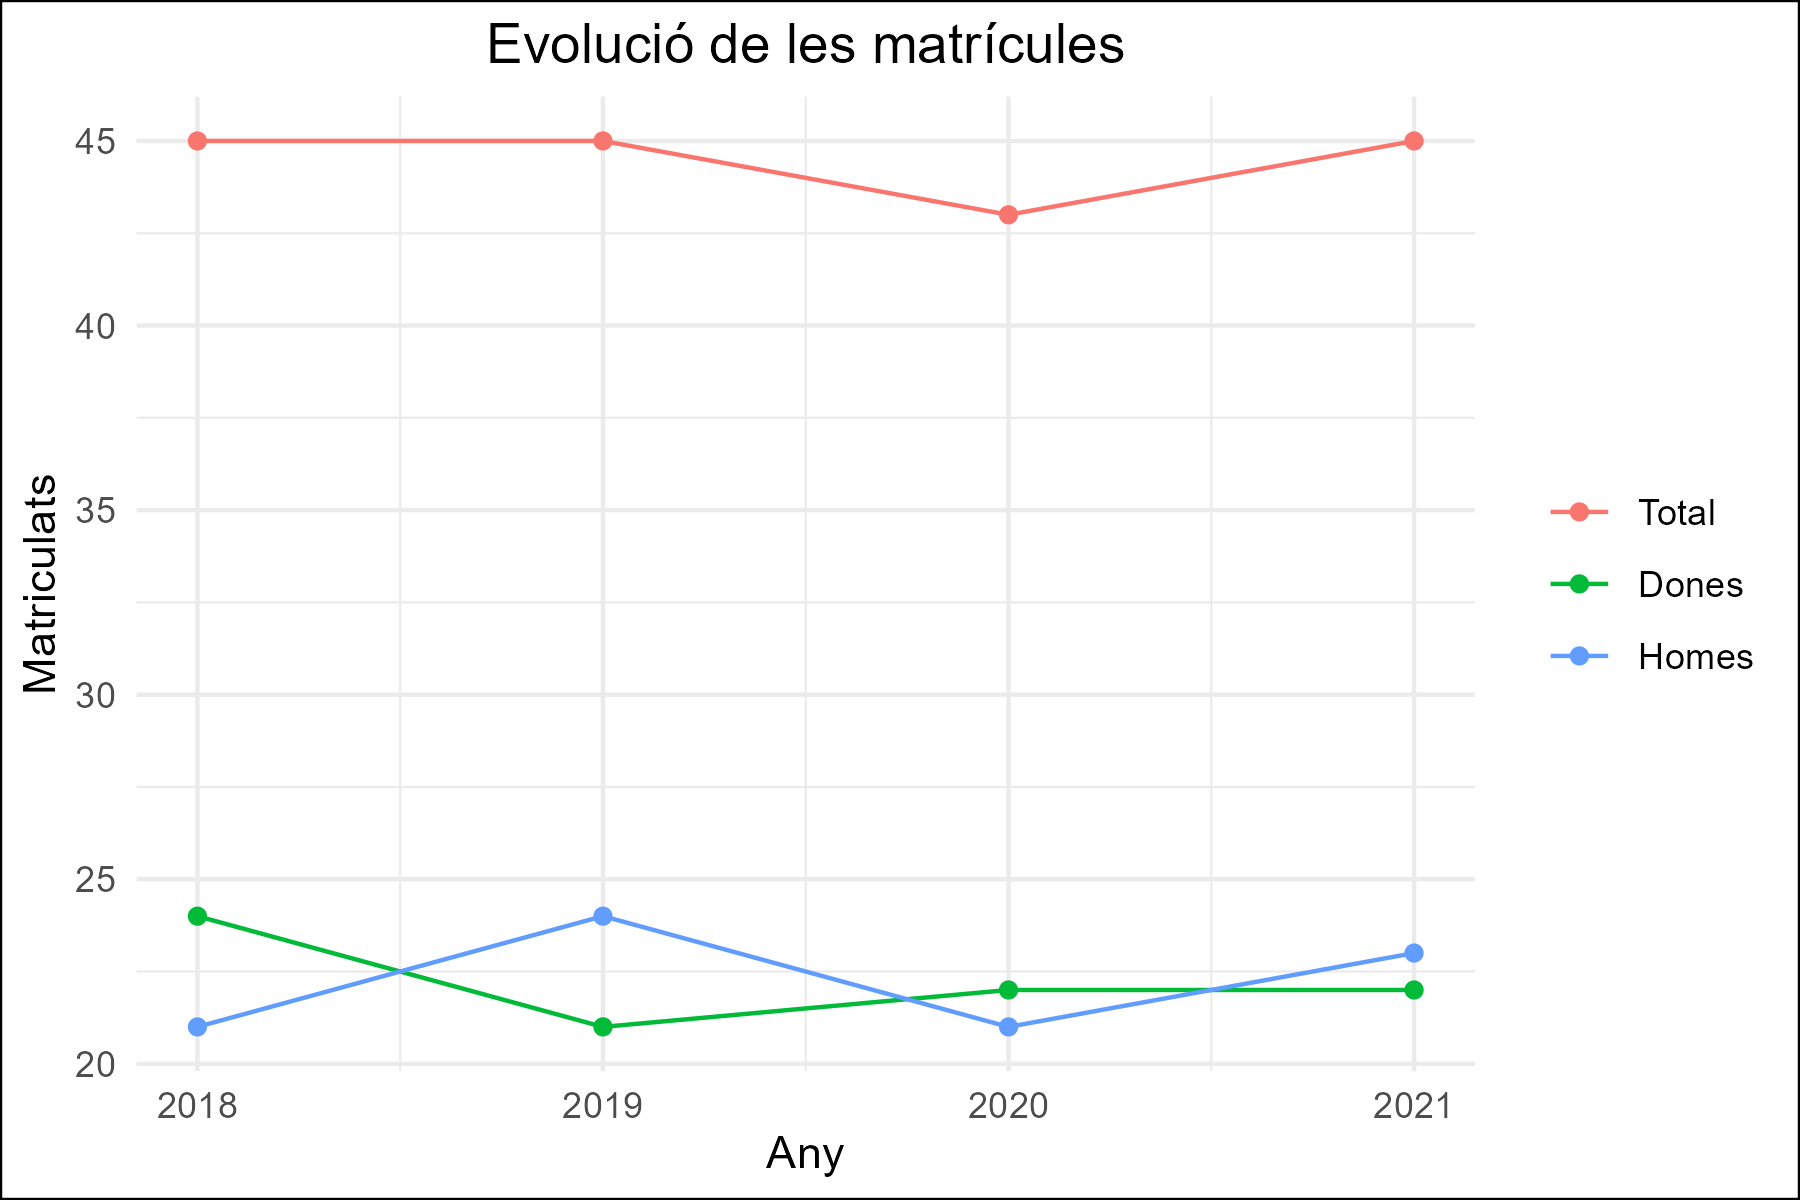 Evolució de les matrícules
45
40
35
30
25
20
Matriculats
2018 2019 2020 2021
Any
Total
Dones
Homes